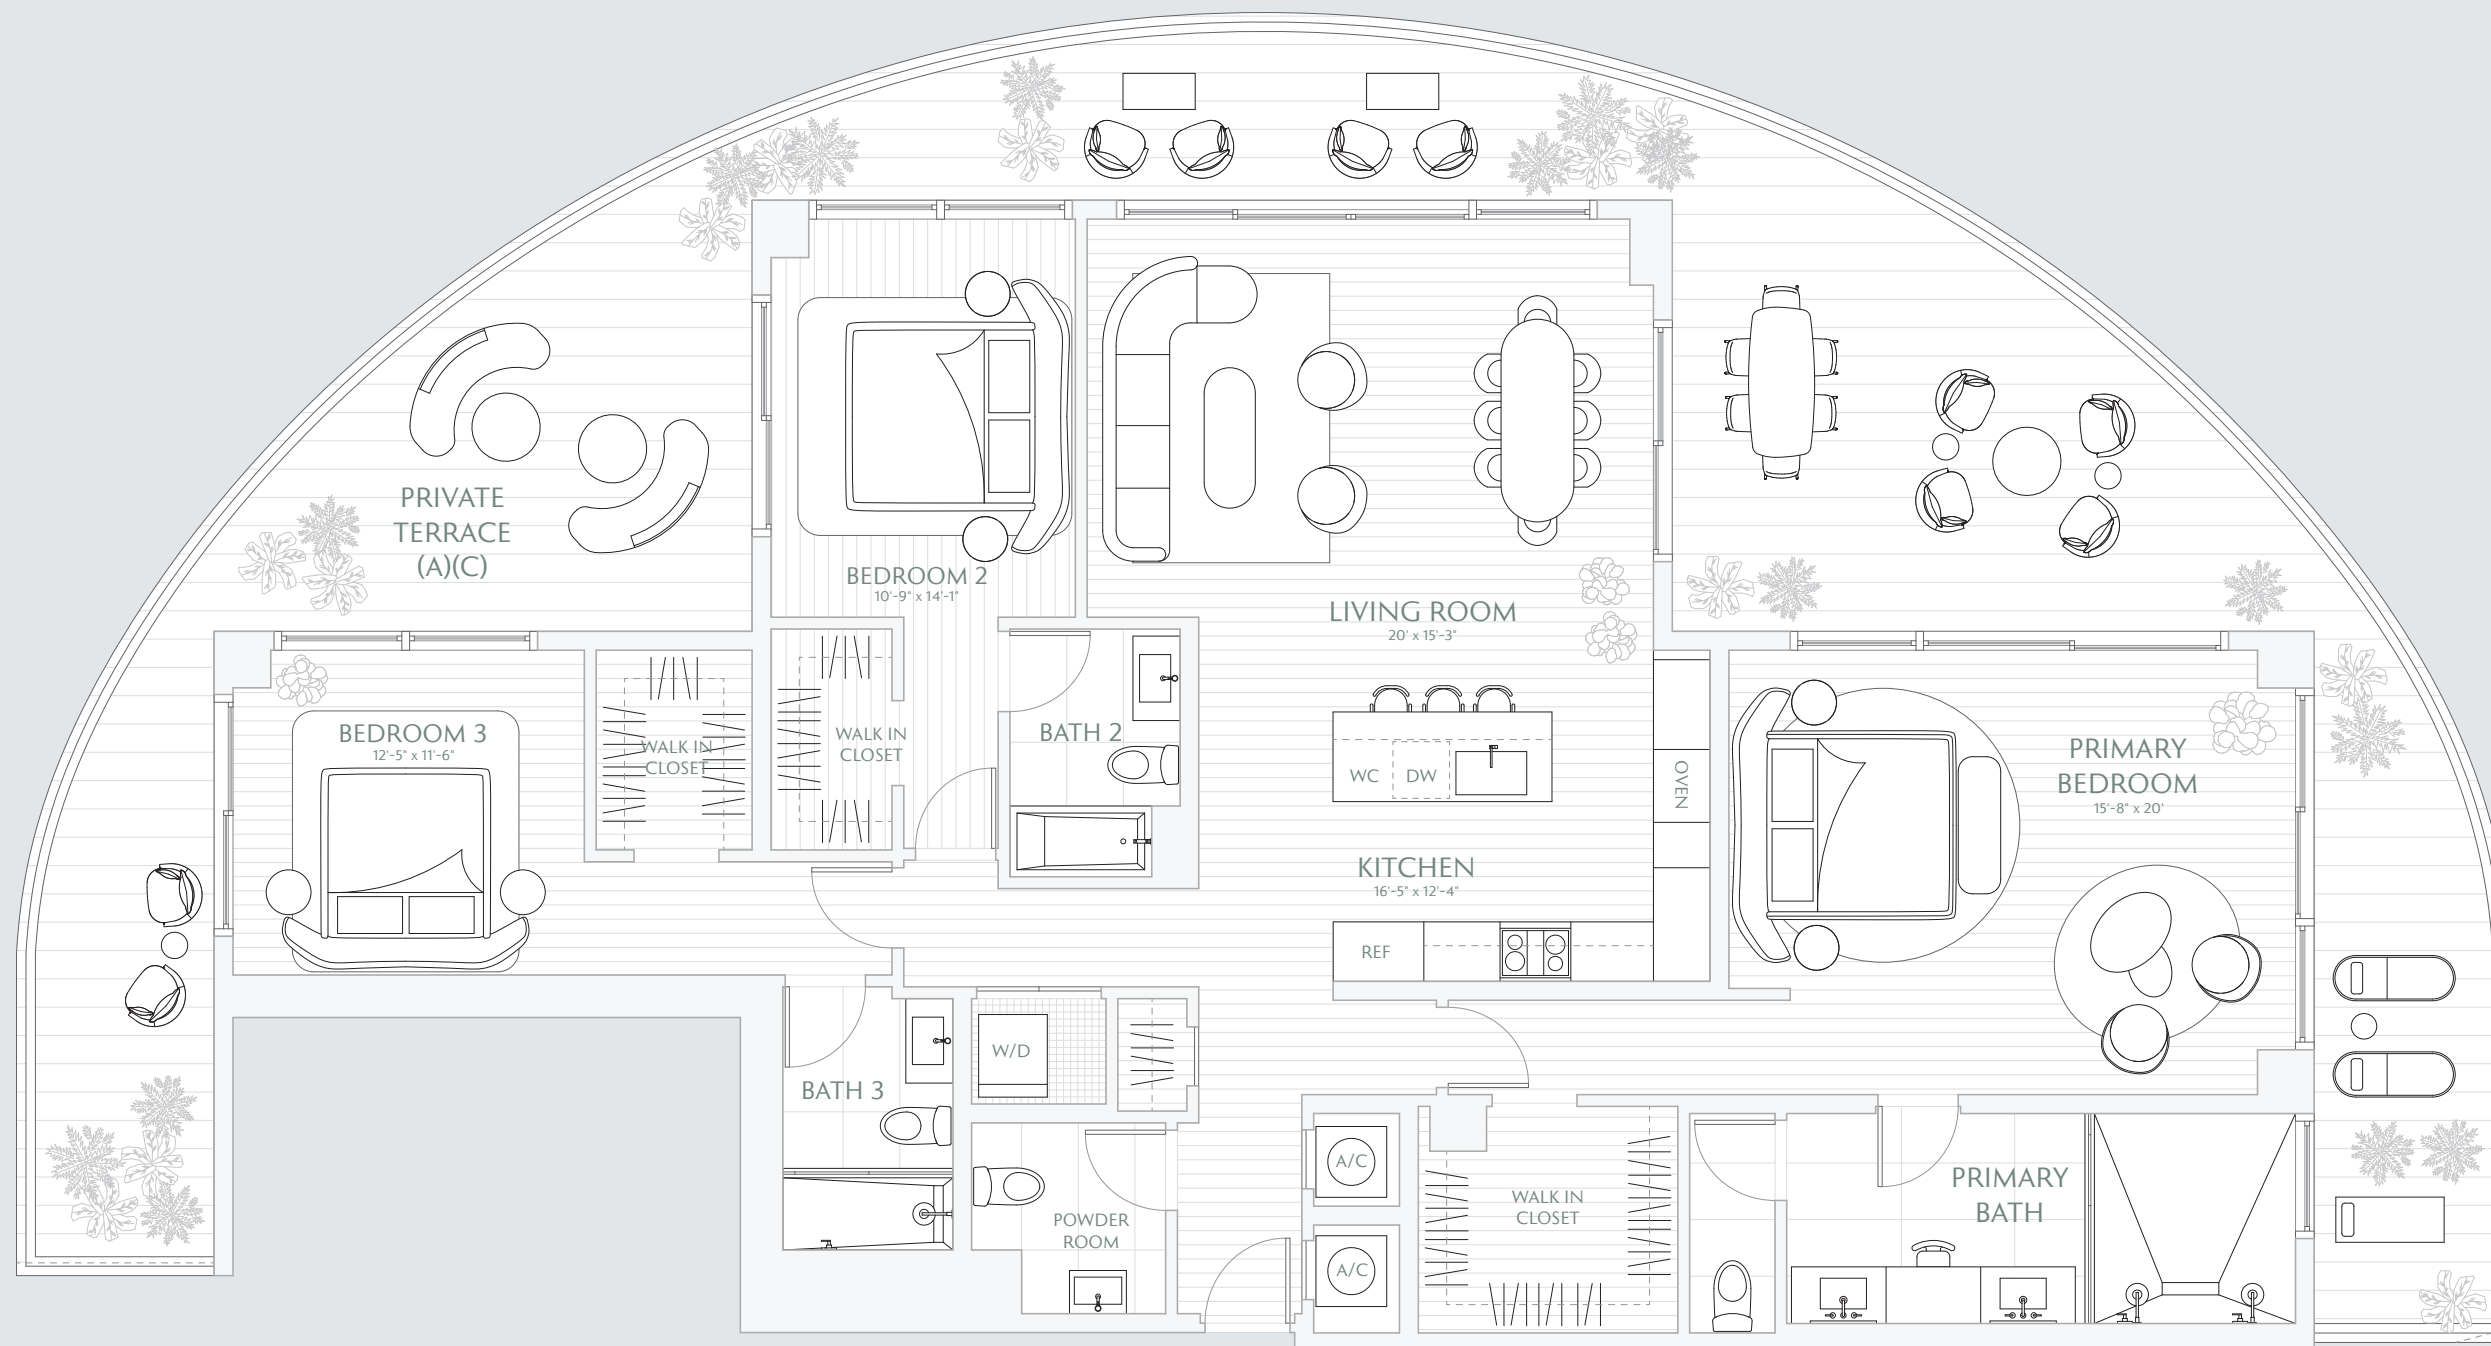 PRIVATE
TERRACE
(A)(C)
BEDROOM 2
10'-9" x 14'-1"
LIVING ROOM
20' x 15'-3"
BEDROOM 3
12'-5" x 11'-6"
WALK IN
CLOSET
WALK IN
CLOSET
BATH 2
WC
DW
OVEN
PRIMARY
BEDROOM
15'-8" x 20'
KITCHEN
16'-5" x 12'-4"
REF
W/D
BATH 3
POWDER
ROOM
A/C
A/C
WALK IN
CLOSET
PRIMARY
BATH